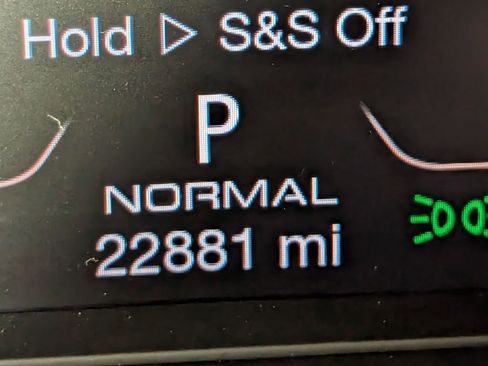 Hold ▷ S&S Off
P
NORMAL
22881 mi